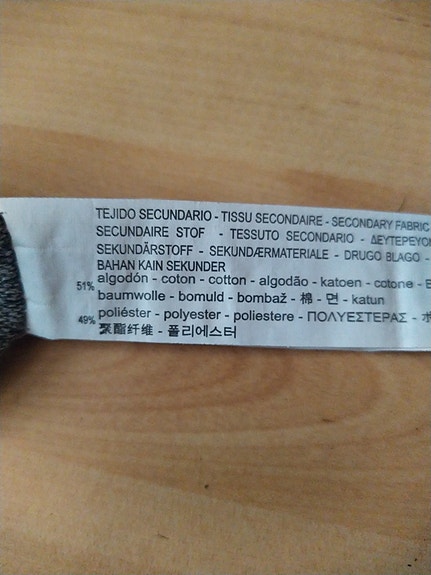 TEJIDO SECUNDARIO - TISSU SECONDAIRE - SECONDARY FABRIC
SECUNDAIRE STOF - TESSUTO SECONDARIO - ΔΕΥΤΕΡΕΥΟΝ
SEKUNDÄRSTOFF - SEKUNDÆRMATERIALE - DRUGO BLAGO -
BAHAN KAIN SEKUNDER
51% algodón - coton - cotton - algodão - katoen - cotone -
baumwolle - bomuld - bombaž - 棉 - 면 - katun
49% poliéster - polyester - poliestere - ΠΟΛΥΕΣΤΕΡΑΣ -
聚酯纤维 - 폴리에스터